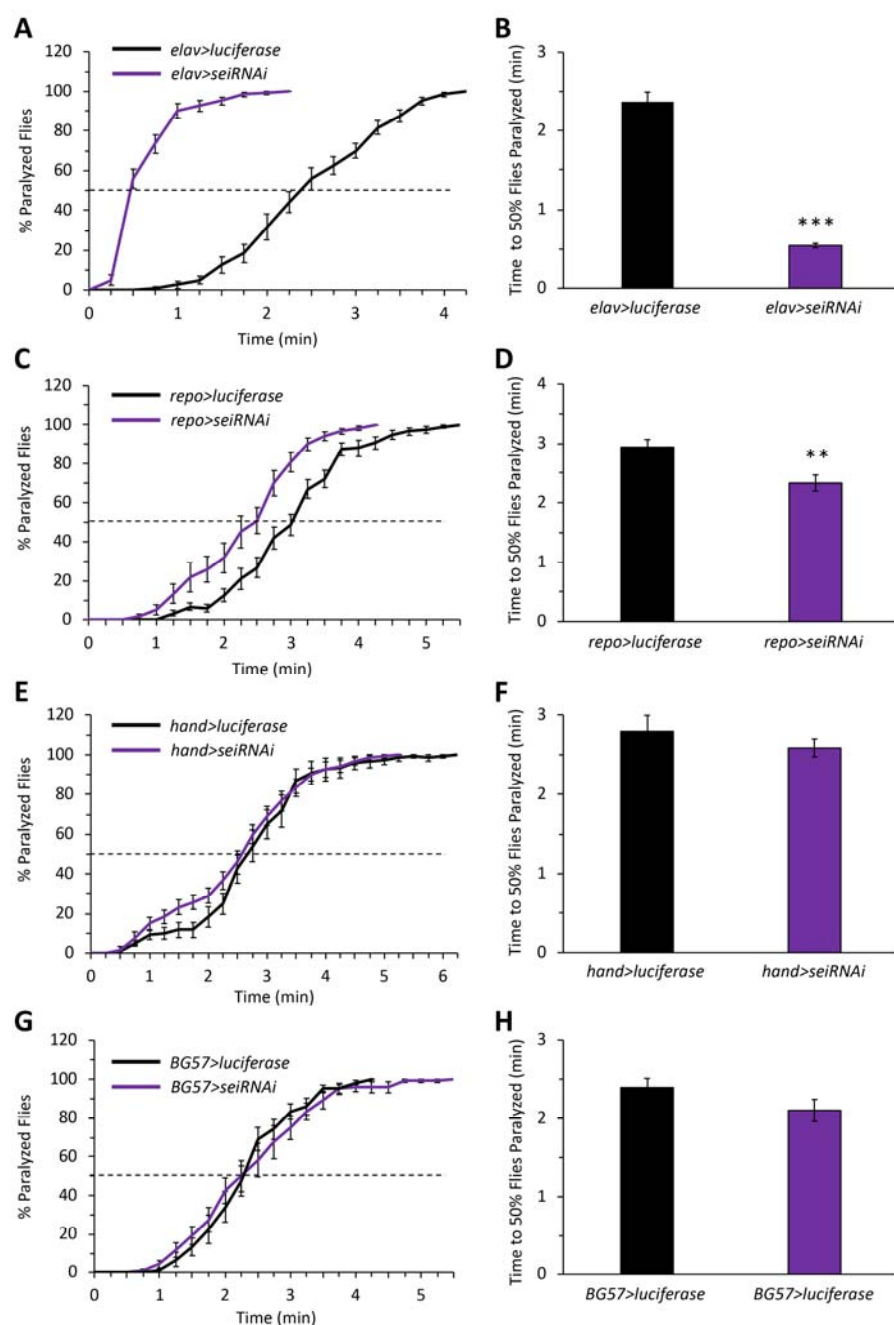 A
elav>luciferase
elav>seiRNAi
120
100
80
60
40
20
0
% Paralyzed Flies
0 1 2 3 4
Time (min)
B
3
2
1
0
Time to 50% Flies Paralyzed (min)
***
elav>luciferase elav>seiRNAi
C
repo>luciferase
repo>seiRNAi
120
100
80
60
40
20
0
% Paralyzed Flies
0 1 2 3 4 5
Time (min)
D
4
3
2
1
0
Time to 50% Flies Paralyzed (min)
**
repo>luciferase repo>seiRNAi
E
hand>luciferase
hand>seiRNAi
120
100
80
60
40
20
0
% Paralyzed Flies
0 1 2 3 4 5 6
Time (min)
F
3
2
1
0
Time to 50% Flies Paralyzed (min)
hand>luciferase hand>seiRNAi
G
BG57>luciferase
BG57>seiRNAi
120
100
80
60
40
20
0
% Paralyzed Flies
0 1 2 3 4 5
Time (min)
H
3
2
1
0
Time to 50% Flies Paralyzed (min)
BG57>luciferase BG57>luciferase